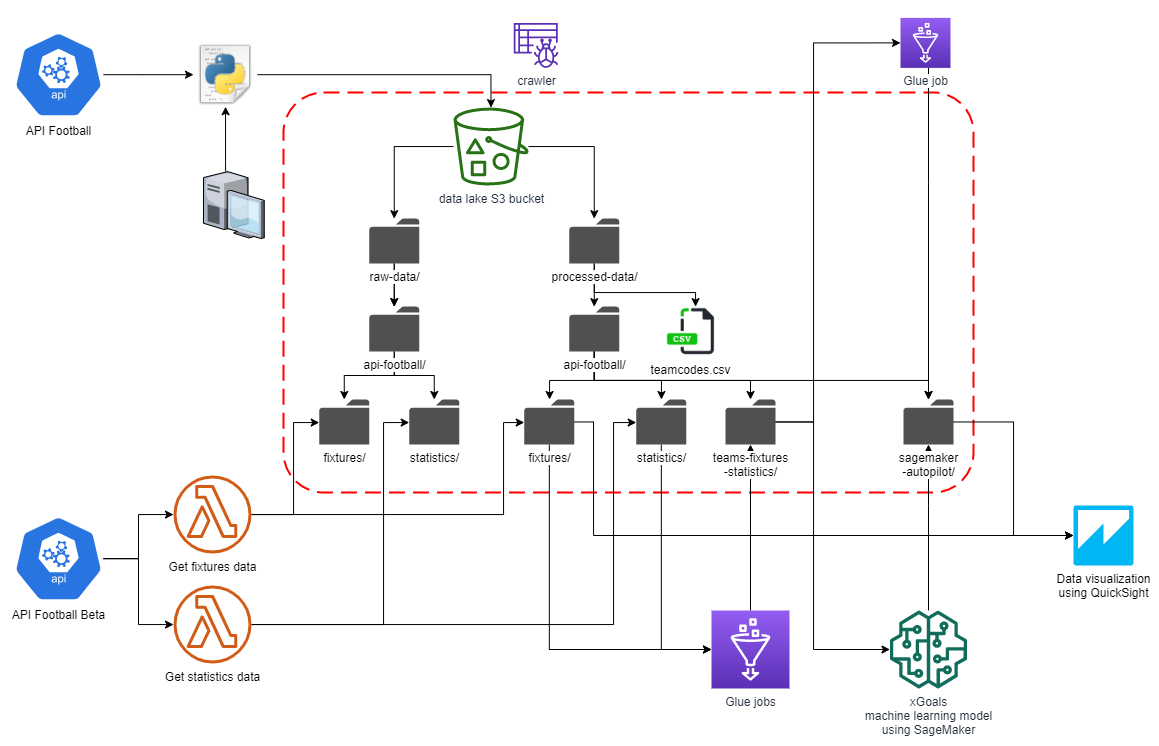 crawler
Glue job
api
API Football
data lake S3 bucket
raw-data/
processed-data/
api-football/
api-football/
CSV
teamcodes.csv
fixtures/
statistics/
fixtures/
statistics/
teams-fixtures
-statistics/
sagemaker
-autopilot/
Get fixtures data
api
API Football Beta
Data visualization
using QuickSight
Get statistics data
Glue jobs
xGoals
machine learning model
using SageMaker